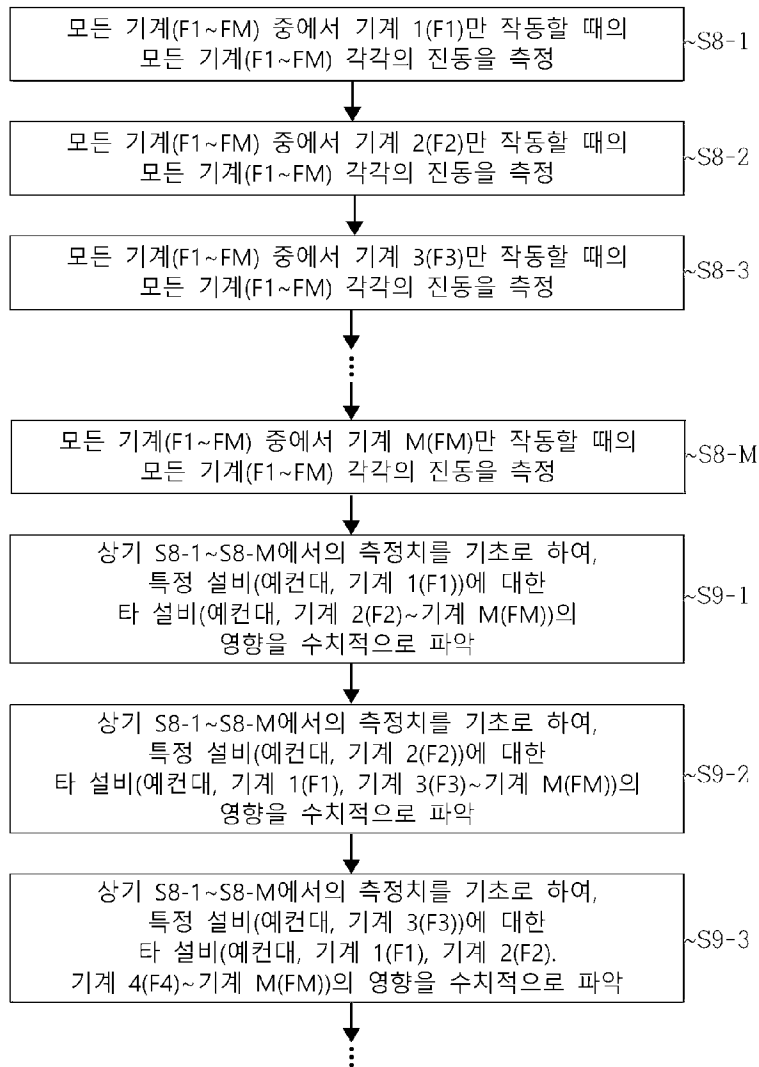 모든 기계(F1~FM) 중에서 기계 1(F1)만 작동할 때의
모든 기계(F1~FM) 각각의 진동을 측정
~S8-1
모든 기계(F1~FM) 중에서 기계 2(F2)만 작동할 때의
모든 기계(F1~FM) 각각의 진동을 측정
~S8-2
모든 기계(F1~FM) 중에서 기계 3(F3)만 작동할 때의
모든 기계(F1~FM) 각각의 진동을 측정
~S8-3
모든 기계(F1~FM) 중에서 기계 M(FM)만 작동할 때의
모든 기계(F1~FM) 각각의 진동을 측정
~S8-M
상기 S8-1~S8-M에서의 측정치를 기초로 하여,
특정 설비(예컨대, 기계 1(F1))에 대한
타 설비(예컨대, 기계 2(F2)~기계 M(FM))의
영향을 수치적으로 파악
~S9-1
상기 S8-1~S8-M에서의 측정치를 기초로 하여,
특정 설비(예컨대, 기계 2(F2))에 대한
타 설비(예컨대, 기계 1(F1), 기계 3(F3)~기계 M(FM))의
영향을 수치적으로 파악
~S9-2
상기 S8-1~S8-M에서의 측정치를 기초로 하여,
특정 설비(예컨대, 기계 3(F3))에 대한
타 설비(예컨대, 기계 1(F1), 기계 2(F2).
기계 4(F4)~기계 M(FM))의 영향을 수치적으로 파악
~S9-3